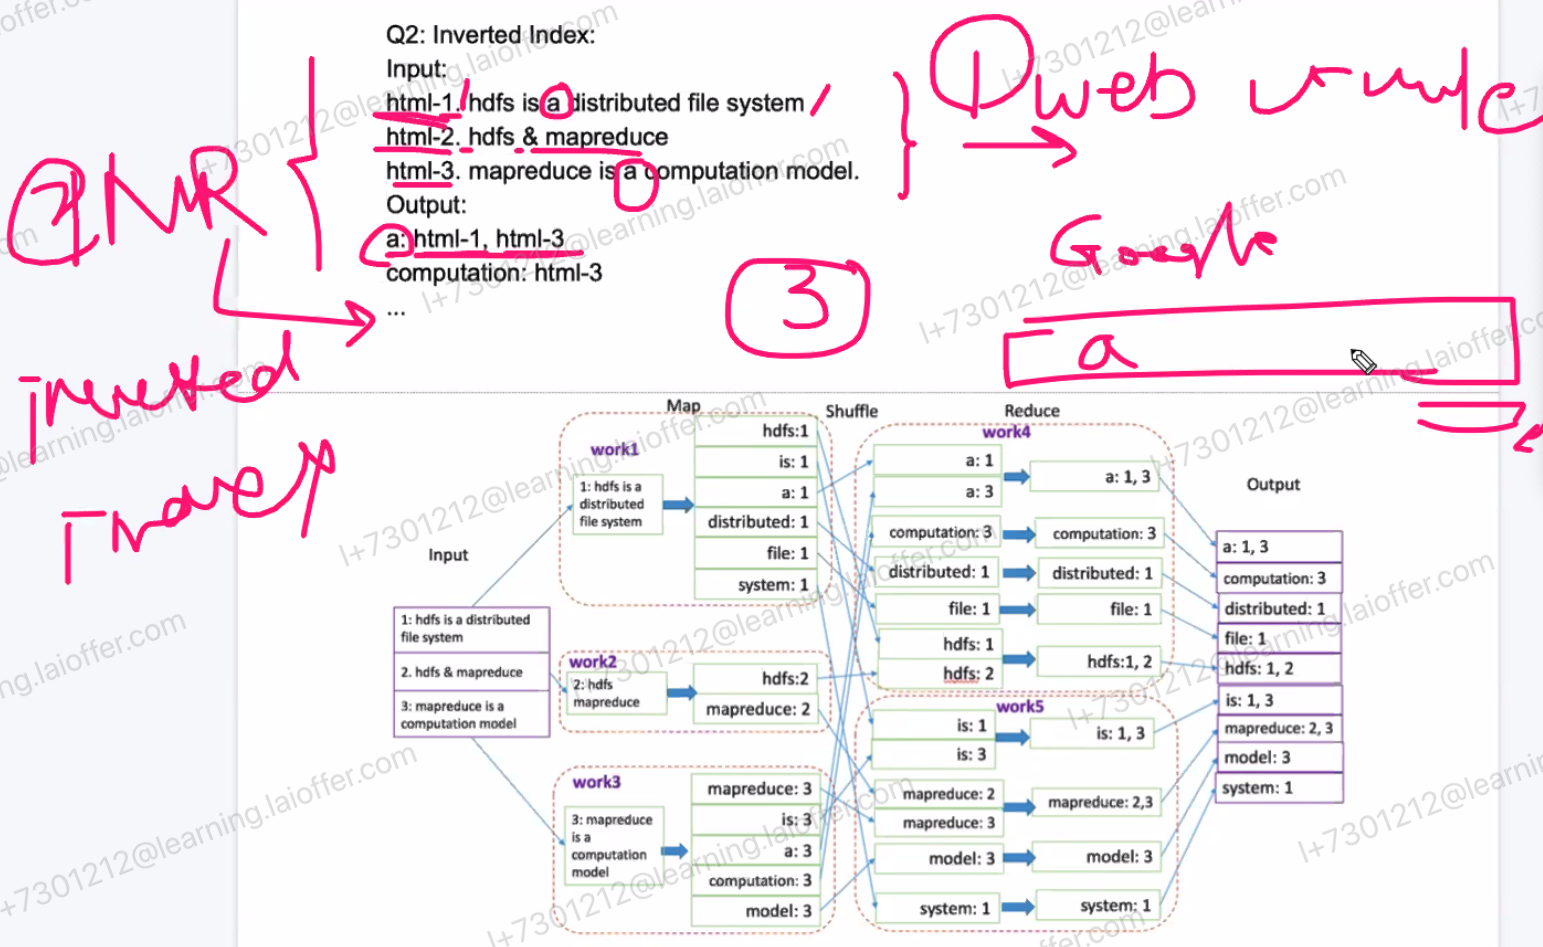 Q2: Inverted Index:
Input:
html-1. hdfs is a distributed file system
html-2. hdfs & mapreduce
html-3. mapreduce is a computation model.
Output:
a: html-1, html-3
computation: html-3
...
1 web
2 MR
Google
3
a
Inverted
Index
Map
Shuffle
Reduce
work1
1: hdfs is a
distributed
file system
hdfs:1
is: 1
a: 1
distributed: 1
file: 1
system: 1
Input
1: hdfs is a distributed
file system
2. hdfs & mapreduce
3: mapreduce is a
computation model
work2
2: hdfs
mapreduce
hdfs:2
mapreduce: 2
work3
3: mapreduce
is a
computation
model
mapreduce: 3
is: 3
a: 3
computation: 3
model: 3
work4
a: 1
a: 3
a: 1, 3
computation: 3
computation: 3
distributed: 1
distributed: 1
file: 1
file: 1
hdfs: 1
hdfs: 2
hdfs:1, 2
work5
is: 1
is: 3
is: 1, 3
mapreduce: 2
mapreduce: 3
mapreduce: 2,3
model: 3
model: 3
system: 1
system: 1
Output
a: 1, 3
computation: 3
distributed: 1
file: 1
hdfs: 1, 2
is: 1, 3
mapreduce: 2, 3
model: 3
system: 1
l+7301212@learning.laioffer.com